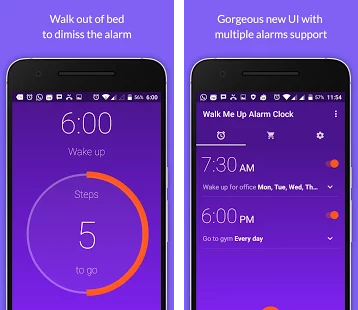 Walk out of bed
to dimiss the alarm
56% 6:00
6:00
Wake up
Steps
5
to go
Gorgeous new UI with
multiple alarms support
57% 11:54
Walk Me Up Alarm Clock
7:30 AM
Wake up for office Mon, Tue, Wed, Th...
6:00 PM
Go to gym Every day